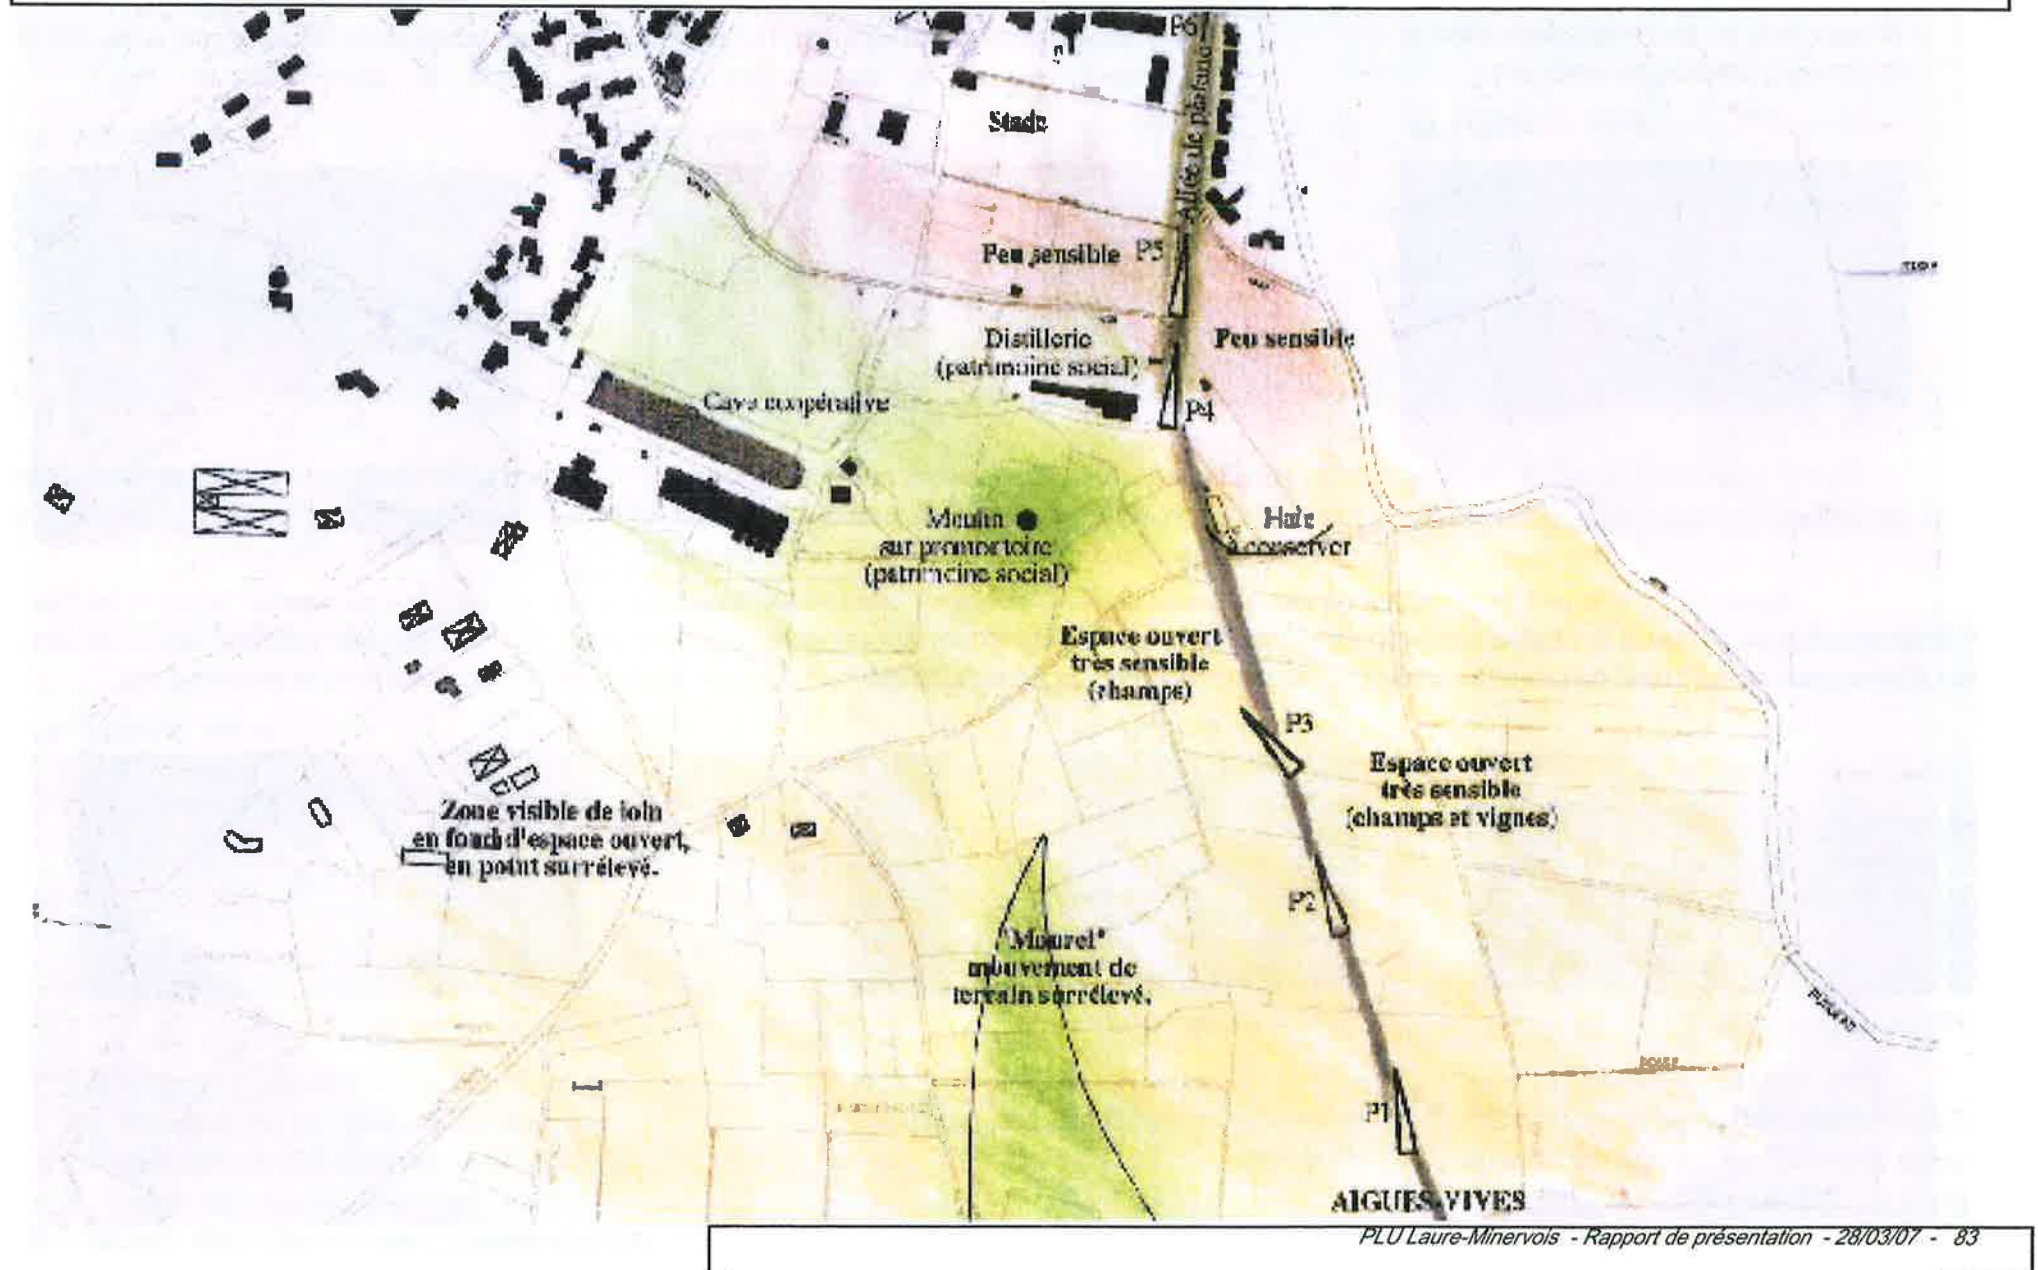 P6
Allée de platane
Stade
Peu sensible
P5
Distillerie
(patrimoine social)
Peu sensible
Cave coopérative
P4
Moulin
sur promontoire
(patrimoine social)
Haie
à conserver
Espace ouvert
très sensible
(champs)
P3
Espace ouvert
très sensible
(champs et vignes)
Zone visible de loin
en fond d'espace ouvert,
en point surrélevé.
P2
"Mourel"
mouvement de
terrain surrélevé.
P1
AIGUES-VIVES
PLU Laure-Minervois - Rapport de présentation - 28/03/07 - 83